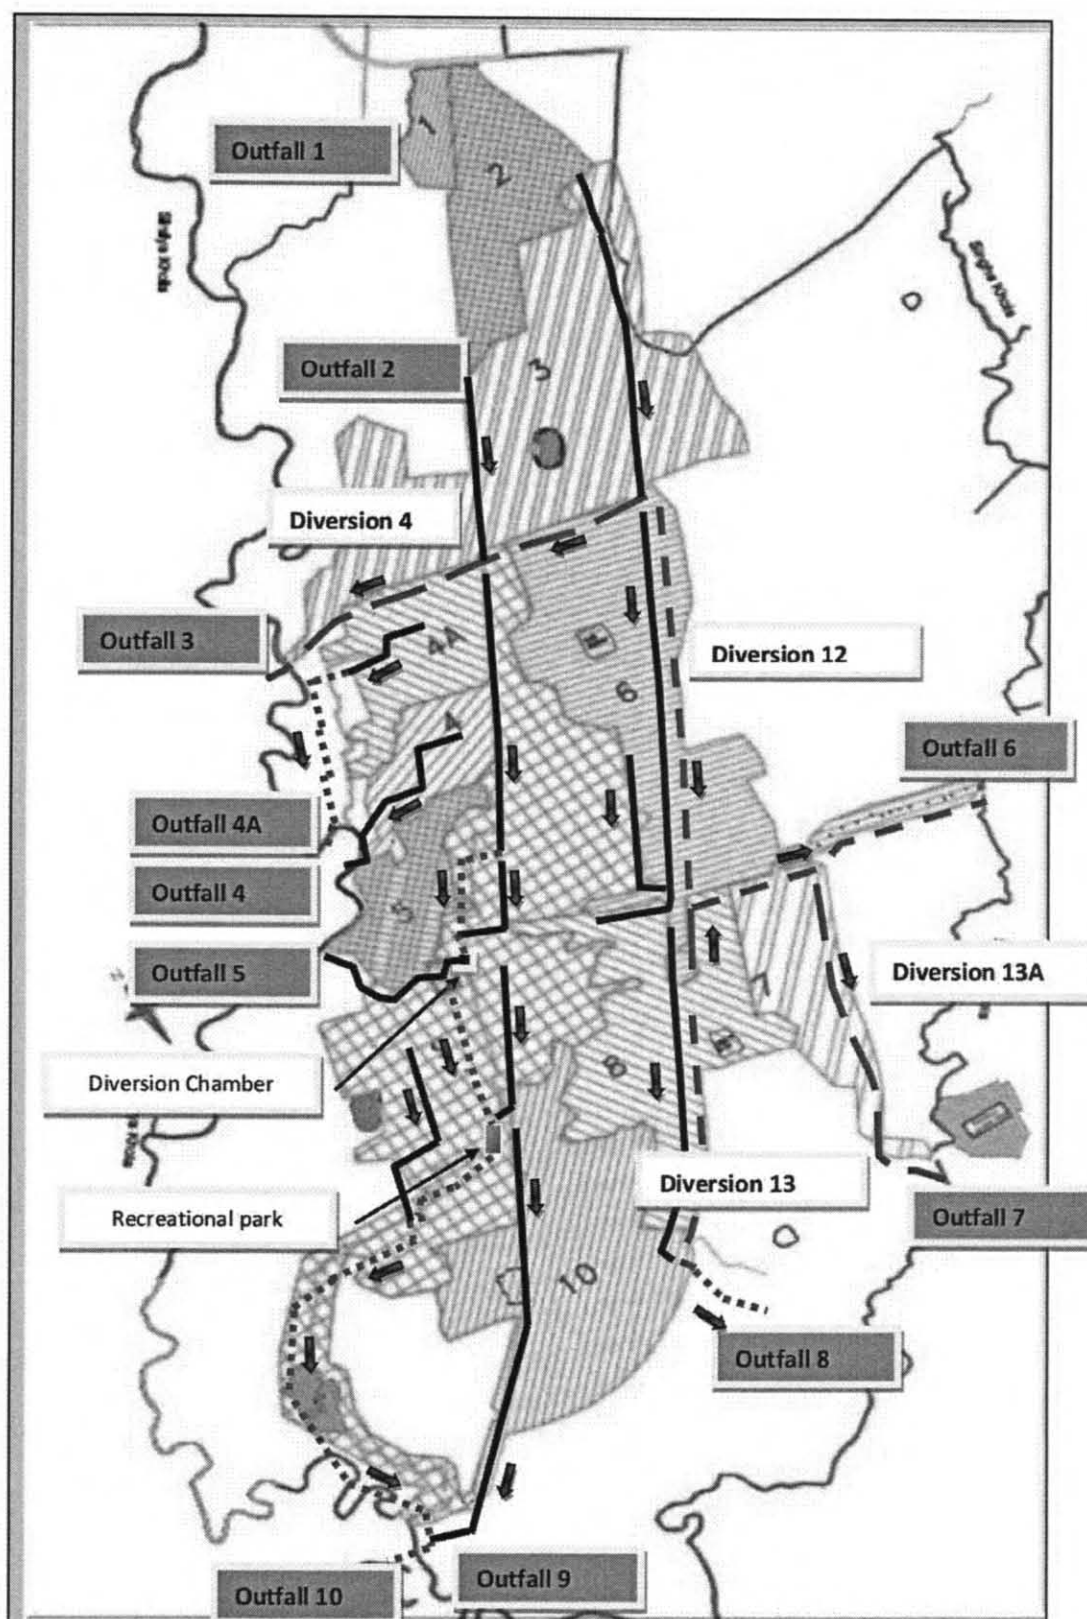 1
Outfall 1
2
Singha Khola
Outfall 2
3
Diversion 4
Outfall 3
4A
Diversion 12
6
4
Outfall 6
Outfall 4A
Outfall 4
5
Outfall 5
Diversion 13A
7
Diversion Chamber
8
Recreational park
Diversion 13
Outfall 7
10
Outfall 8
Outfall 9
Outfall 10